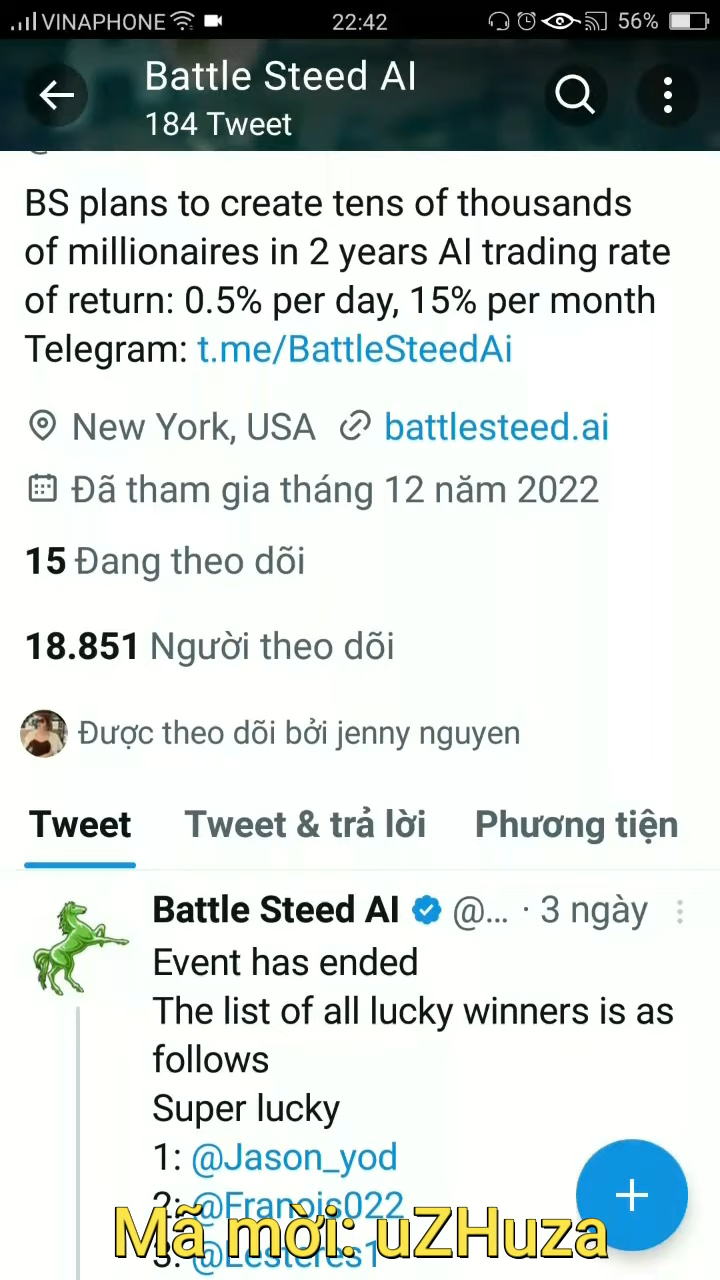 VINAPHONE 22:42 56%
Battle Steed AI
184 Tweet
BS plans to create tens of thousands
of millionaires in 2 years AI trading rate
of return: 0.5% per day, 15% per month
Telegram: t.me/BattleSteedAi
New York, USA battlesteed.ai
Đã tham gia tháng 12 năm 2022
15 Đang theo dõi
18.851 Người theo dõi
Được theo dõi bởi jenny nguyen
Tweet Tweet & trả lời Phương tiện
Battle Steed AI @... · 3 ngày
Event has ended
The list of all lucky winners is as
follows
Super lucky
1: @Jason_yod
2: @Franois022
Mã mời: uZHuza
3: @Lesteres1